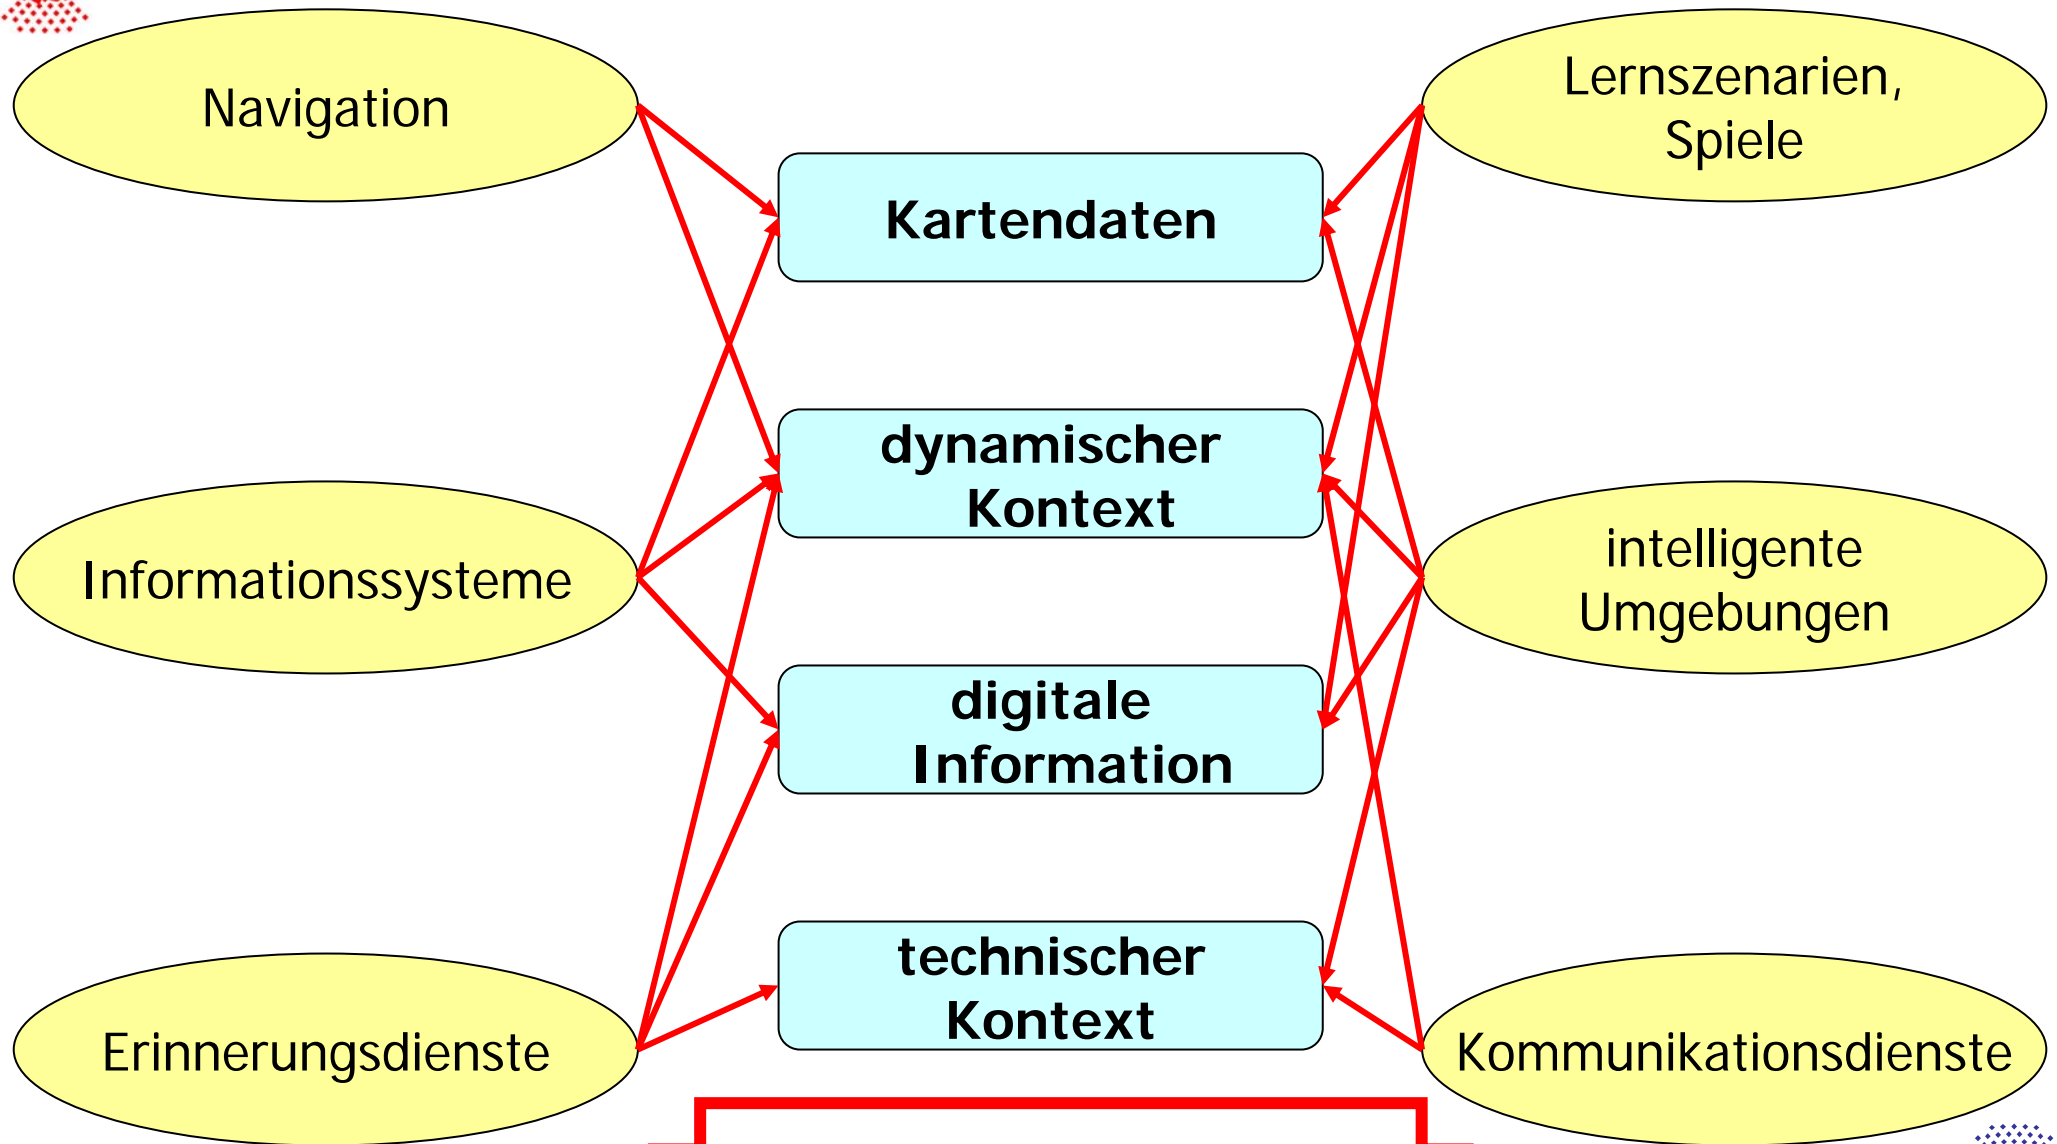 Navigation
Lernszenarien,
Spiele
Kartendaten
dynamischer
Kontext
Informationssysteme
intelligente
Umgebungen
digitale
Information
technischer
Kontext
Erinnerungsdienste
Kommunikationsdienste